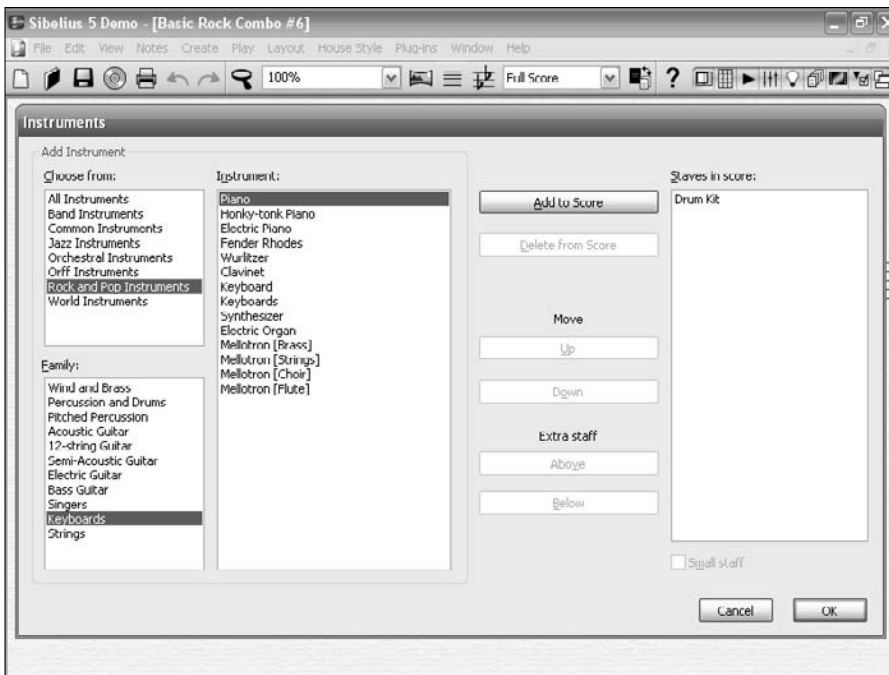 Sibelius 5 Demo - [Basic Rock Combo #6]
File Edit View Notes Create Play Layout House Style Plug-ins Window Help
100%
Full Score
?
Instruments
Add Instrument
Choose from:
All Instruments
Band Instruments
Common Instruments
Jazz Instruments
Orchestral Instruments
Orff Instruments
Rock and Pop Instruments
World Instruments
Family:
Wind and Brass
Percussion and Drums
Pitched Percussion
Acoustic Guitar
12-string Guitar
Semi-Acoustic Guitar
Electric Guitar
Bass Guitar
Singers
Keyboards
Strings
Instrument:
Piano
Honky-tonk Piano
Electric Piano
Fender Rhodes
Wurlitzer
Clavinet
Keyboard
Keyboards
Synthesizer
Electric Organ
Mellotron [Brass]
Mellotron [Strings]
Mellotron [Choir]
Mellotron [Flute]
Add to Score
Delete from Score
Move
Up
Down
Extra staff
Above
Below
Staves in score:
Drum Kit
Small staff
Cancel
OK